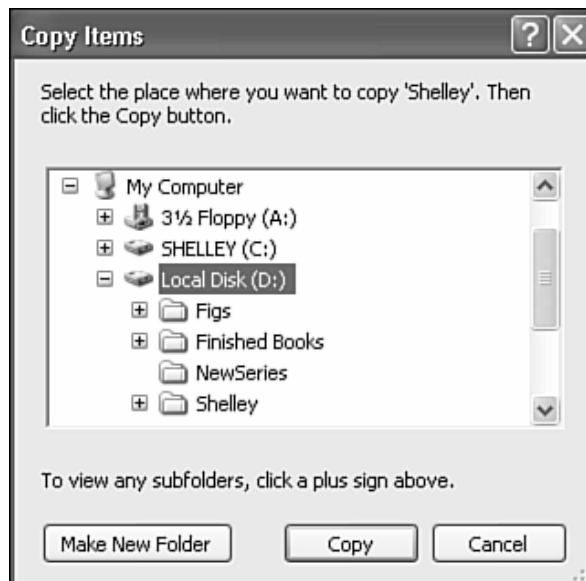 Copy Items
Select the place where you want to copy 'Shelley'. Then
click the Copy button.
My Computer
3½ Floppy (A:)
SHELLEY (C:)
Local Disk (D:)
Figs
Finished Books
NewSeries
Shelley
To view any subfolders, click a plus sign above.
Make New Folder Copy Cancel